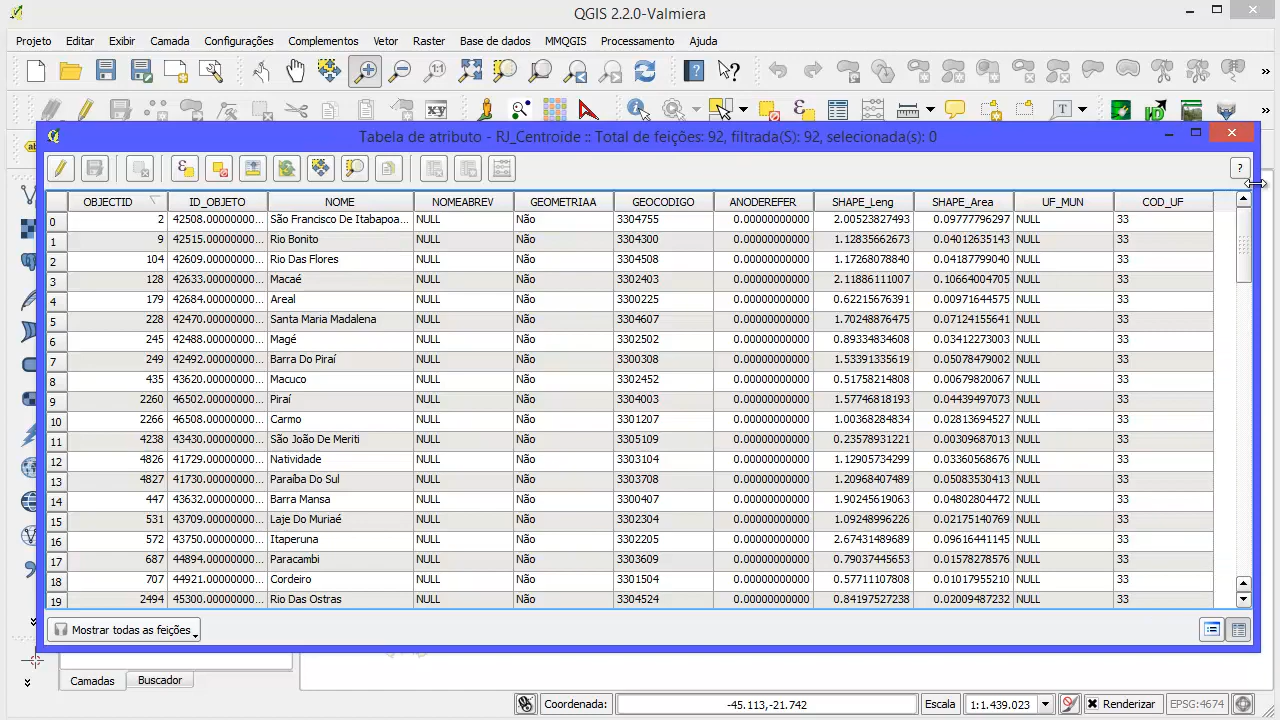 QGIS 2.2.0-Valmiera
Projeto Editar Exibir Camada Configurações Complementos Vetor Raster Base de dados MMQGIS Processamento Ajuda
Tabela de atributo - RJ_Centroide :: Total de feições: 92, filtrada(S): 92, selecionada(s): 0
OBJECTID ID_OBJETO NOME NOMEABREV GEOMETRIAA GEOCODIGO ANODEREFER SHAPE_Leng SHAPE_Area UF_MUN COD_UF
0 2 42508.00000000... São Francisco De Itabapoa... NULL Não 3304755 0.00000000000 2.00523827493 0.09777796297 NULL 33
1 9 42515.00000000... Rio Bonito NULL Não 3304300 0.00000000000 1.12835662673 0.04012635143 NULL 33
2 104 42609.00000000... Rio Das Flores NULL Não 3304508 0.00000000000 1.17268078840 0.04187799040 NULL 33
3 128 42633.00000000... Macaé NULL Não 3302403 0.00000000000 2.11886111007 0.10664004705 NULL 33
4 179 42684.00000000... Areal NULL Não 3300225 0.00000000000 0.62215676391 0.00971644575 NULL 33
5 228 42470.00000000... Santa Maria Madalena NULL Não 3304607 0.00000000000 1.70248876475 0.07124155641 NULL 33
6 245 42488.00000000... Magé NULL Não 3302502 0.00000000000 0.89334834608 0.03412273003 NULL 33
7 249 42492.00000000... Barra Do Piraí NULL Não 3300308 0.00000000000 1.53391335619 0.05078479002 NULL 33
8 435 43620.00000000... Macuco NULL Não 3302452 0.00000000000 0.51758214808 0.00679820067 NULL 33
9 2260 46502.00000000... Piraí NULL Não 3304003 0.00000000000 1.57746818193 0.04439497073 NULL 33
10 2266 46508.00000000... Carmo NULL Não 3301207 0.00000000000 1.00368284834 0.02813694527 NULL 33
11 4238 43430.00000000... São João De Meriti NULL Não 3305109 0.00000000000 0.23578931221 0.00309687013 NULL 33
12 4826 41729.00000000... Natividade NULL Não 3303104 0.00000000000 1.12905734299 0.03360568676 NULL 33
13 4827 41730.00000000... Paraíba Do Sul NULL Não 3303708 0.00000000000 1.20968407489 0.05083530413 NULL 33
14 447 43632.00000000... Barra Mansa NULL Não 3300407 0.00000000000 1.90245619063 0.04802804472 NULL 33
15 531 43709.00000000... Laje Do Muriaé NULL Não 3302304 0.00000000000 1.09248996226 0.02175140769 NULL 33
16 572 43750.00000000... Itaperuna NULL Não 3302205 0.00000000000 2.67431489689 0.09616441145 NULL 33
17 687 44894.00000000... Paracambi NULL Não 3303609 0.00000000000 0.79037445653 0.01578278576 NULL 33
18 707 44921.00000000... Cordeiro NULL Não 3301504 0.00000000000 0.57711107808 0.01017955210 NULL 33
19 2494 45300.00000000... Rio Das Ostras NULL Não 3304524 0.00000000000 0.84197527238 0.02009487232 NULL 33
Mostrar todas as feições
Camadas Buscador
Coordenada: -45.113,-21.742 Escala 1:1.439.023 Renderizar EPSG:4674